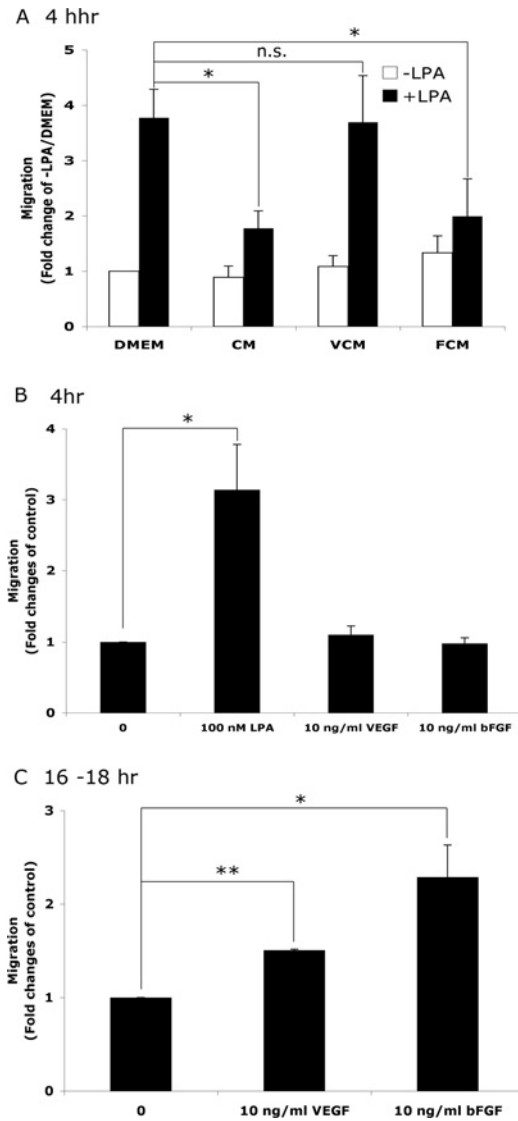 A 4 hhr
*
n.s.
*
-LPA
+LPA
Migration
(Fold change of -LPA/DMEM)
5
4
3
2
1
0
DMEM CM VCM FCM
B 4hr
*
Migration
(Fold changes of control)
4
3
2
1
0
0 100 nM LPA 10 ng/ml VEGF 10 ng/ml bFGF
C 16 -18 hr
*
**
Migration
(Fold changes of control)
3
2
1
0
0 10 ng/ml VEGF 10 ng/ml bFGF